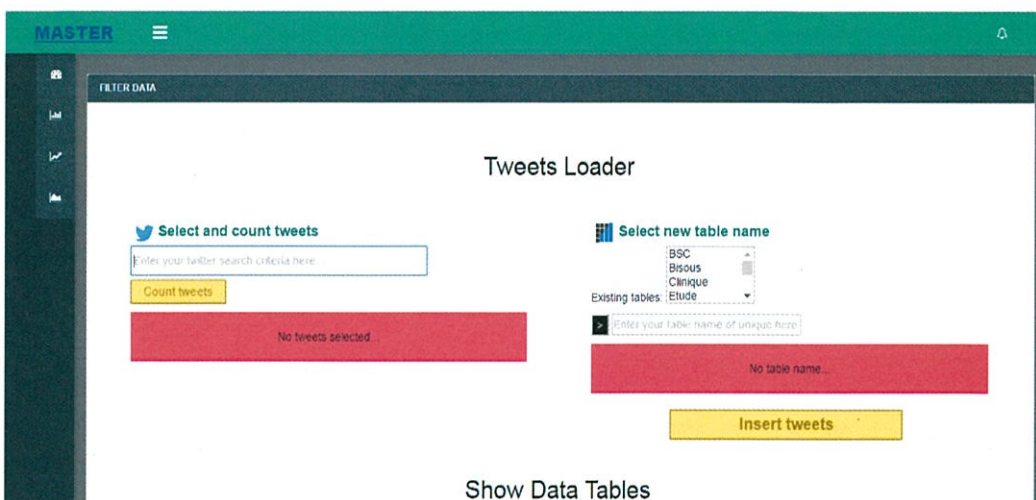 MASTER
FILTER DATA
Tweets Loader
Select and count tweets
Enter your twitter search criteria here...
Count tweets
No tweets selected...
Select new table name
BSC
Bisous
Clinique
Existing tables: Etude
> Enter your table name of unique here
No table name...
Insert tweets
Show Data Tables